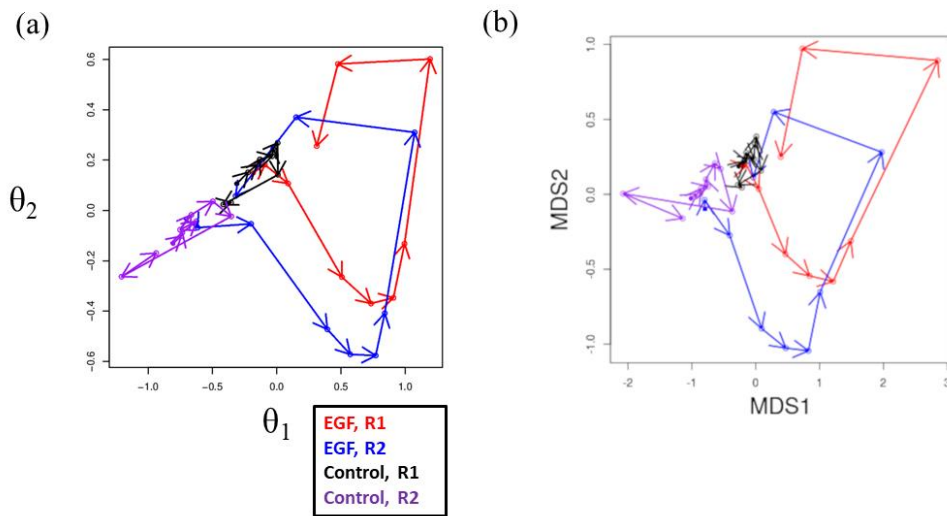 (a)
(b)
θ2
0.6
0.4
0.2
0.0
−0.2
−0.4
−0.6
−1.0 −0.5 0.0 0.5 1.0
θ1
EGF, R1
EGF, R2
Control, R1
Control, R2
MDS2
1.0
0.5
0.0
-0.5
-1.0
-2 -1 0 1 2 3
MDS1